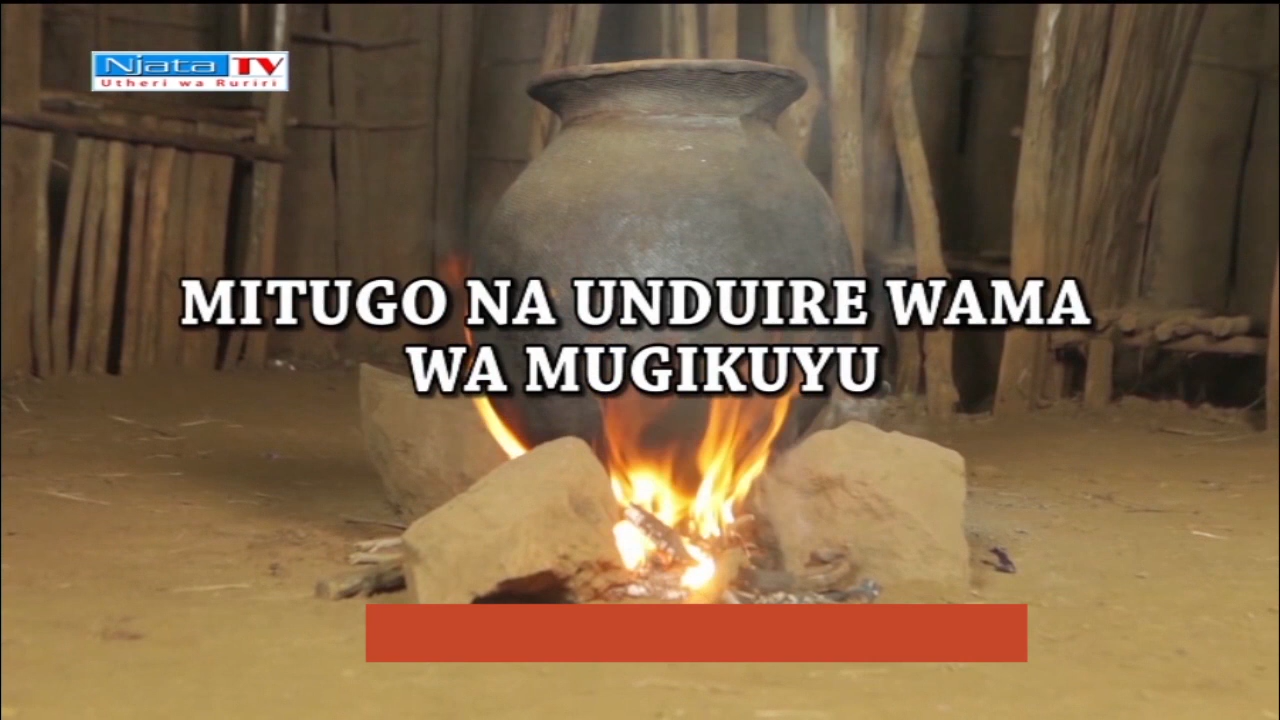 Njata TV
Utheri wa Ruriri
MITUGO NA UNDUIRE WAMA
WA MUGIKUYU